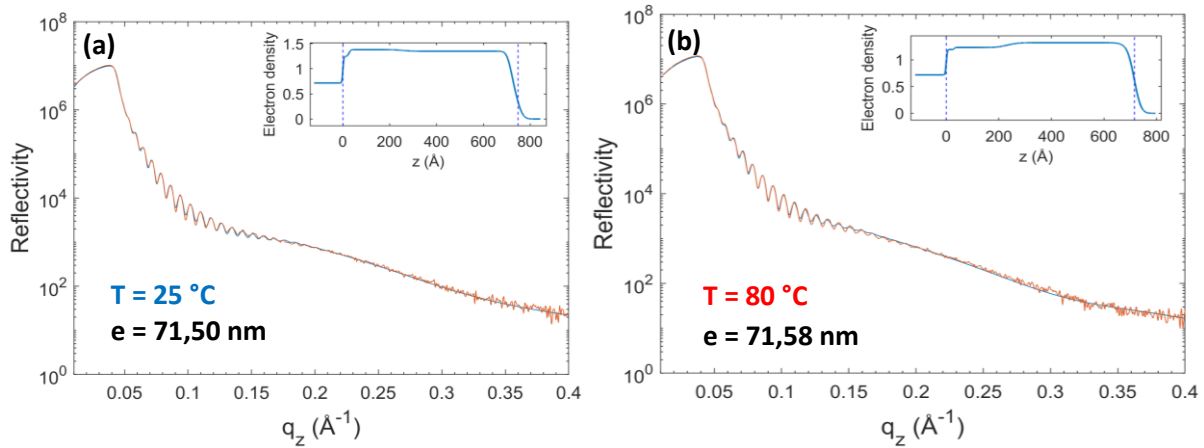 (a)
10^8
10^6
10^4
10^2
10^0
Reflectivity
0.05 0.1 0.15 0.2 0.25 0.3 0.35 0.4
q_z (Å^-1)
Electron density
1.5
1
0.5
0
0 200 400 600 800
z (Å)
T = 25 °C
e = 71,50 nm
(b)
10^8
10^6
10^4
10^2
10^0
Reflectivity
0.05 0.1 0.15 0.2 0.25 0.3 0.35 0.4
q_z (Å^-1)
Electron density
1
0.5
0
0 200 400 600 800
z (Å)
T = 80 °C
e = 71,58 nm